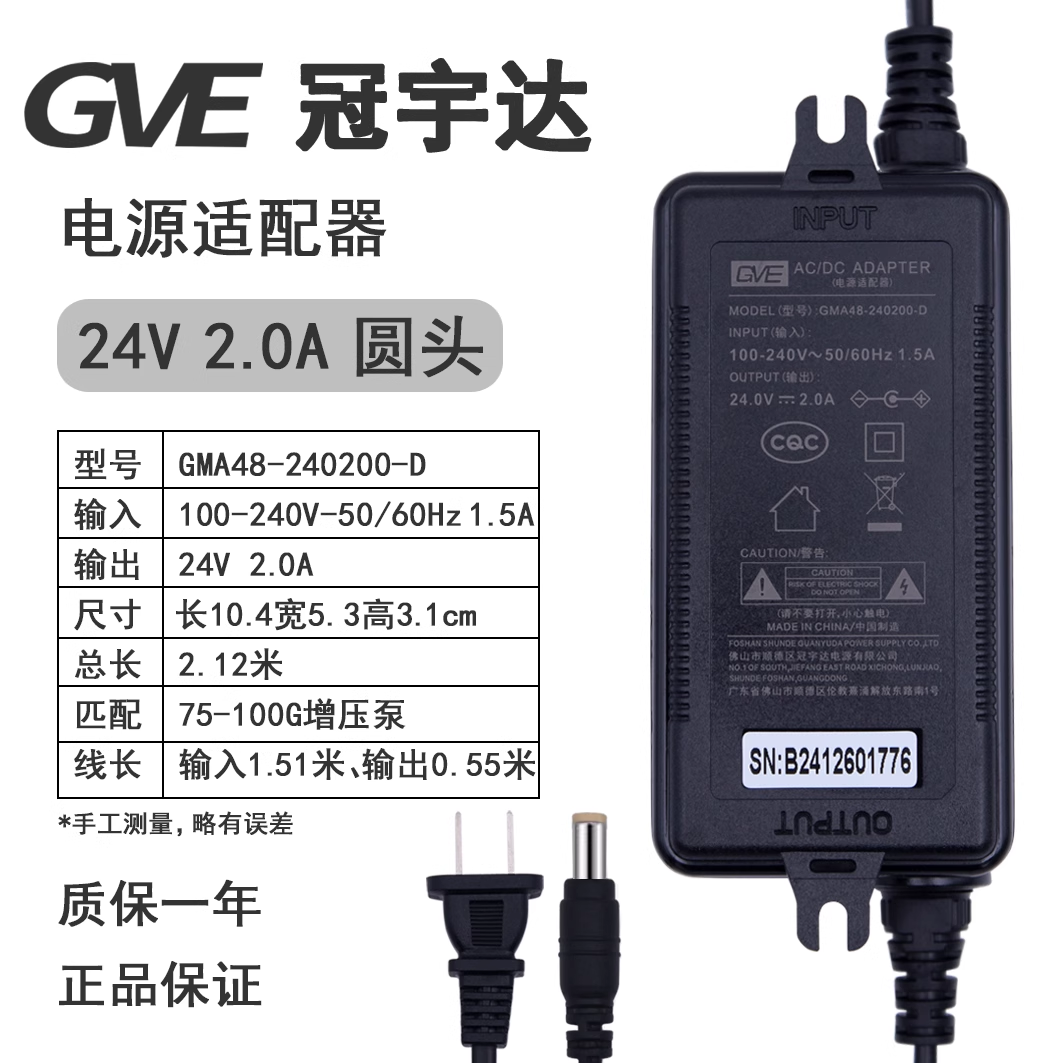 GVE 冠宇达
电源适配器
24V 2.0A 圆头
型号 GMA48-240200-D
输入 100-240V-50/60Hz 1.5A
输出 24V 2.0A
尺寸 长10.4宽5.3高3.1cm
总长 2.12米
匹配 75-100G增压泵
线长 输入1.51米、输出0.55米
*手工测量，略有误差
质保一年
正品保证
INPUT
GVE AC/DC ADAPTER
(电源适配器)
MODEL(型号):GMA48-240200-D
INPUT(输入):
100-240V~50/60Hz 1.5A
OUTPUT(输出):
24.0V⎓2.0A
CQC
CAUTION/警告:
CAUTION
RISK OF ELECTRIC SHOCK
DO NOT OPEN
(请不要打开,小心触电)
MADE IN CHINA/中国制造
FOSHAN SHUNDE GUANYUDA POWER SUPPLY CO.,LTD
佛山市顺德区冠宇达电源有限公司
NO.1 OF SOUTH,JIEFANG EAST ROAD XICHONG,LUNJIAO,
SHUNDE FOSHAN,GUANGDONG.
广东省佛山市顺德区伦教熹涌解放东路南1号
SN:B2412601776
OUTPUT